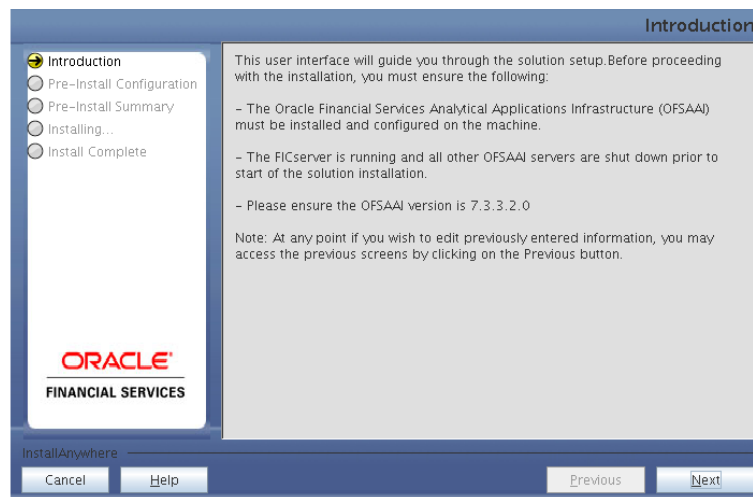 Introduction
Introduction
Pre-Install Configuration
Pre-Install Summary
Installing...
Install Complete
ORACLE
FINANCIAL SERVICES
This user interface will guide you through the solution setup.Before proceeding
with the installation, you must ensure the following:
– The Oracle Financial Services Analytical Applications Infrastructure (OFSAAI)
must be installed and configured on the machine.
– The FICserver is running and all other OFSAAI servers are shut down prior to
start of the solution installation.
– Please ensure the OFSAAI version is 7.3.3.2.0
Note: At any point if you wish to edit previously entered information, you may
access the previous screens by clicking on the Previous button.
InstallAnywhere
Cancel Help Previous Next